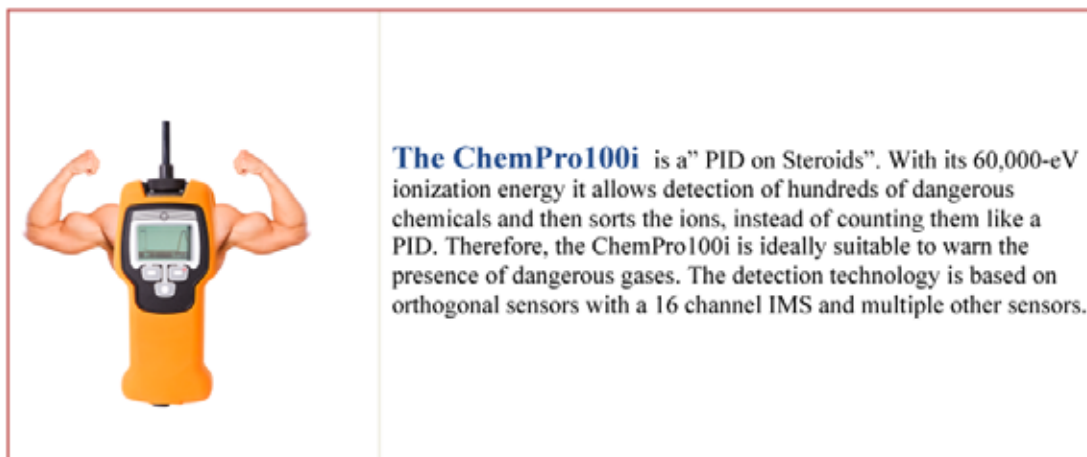 The ChemPro100i is a” PID on Steroids”. With its 60,000-eV
ionization energy it allows detection of hundreds of dangerous
chemicals and then sorts the ions, instead of counting them like a
PID. Therefore, the ChemPro100i is ideally suitable to warn the
presence of dangerous gases. The detection technology is based on
orthogonal sensors with a 16 channel IMS and multiple other sensors.